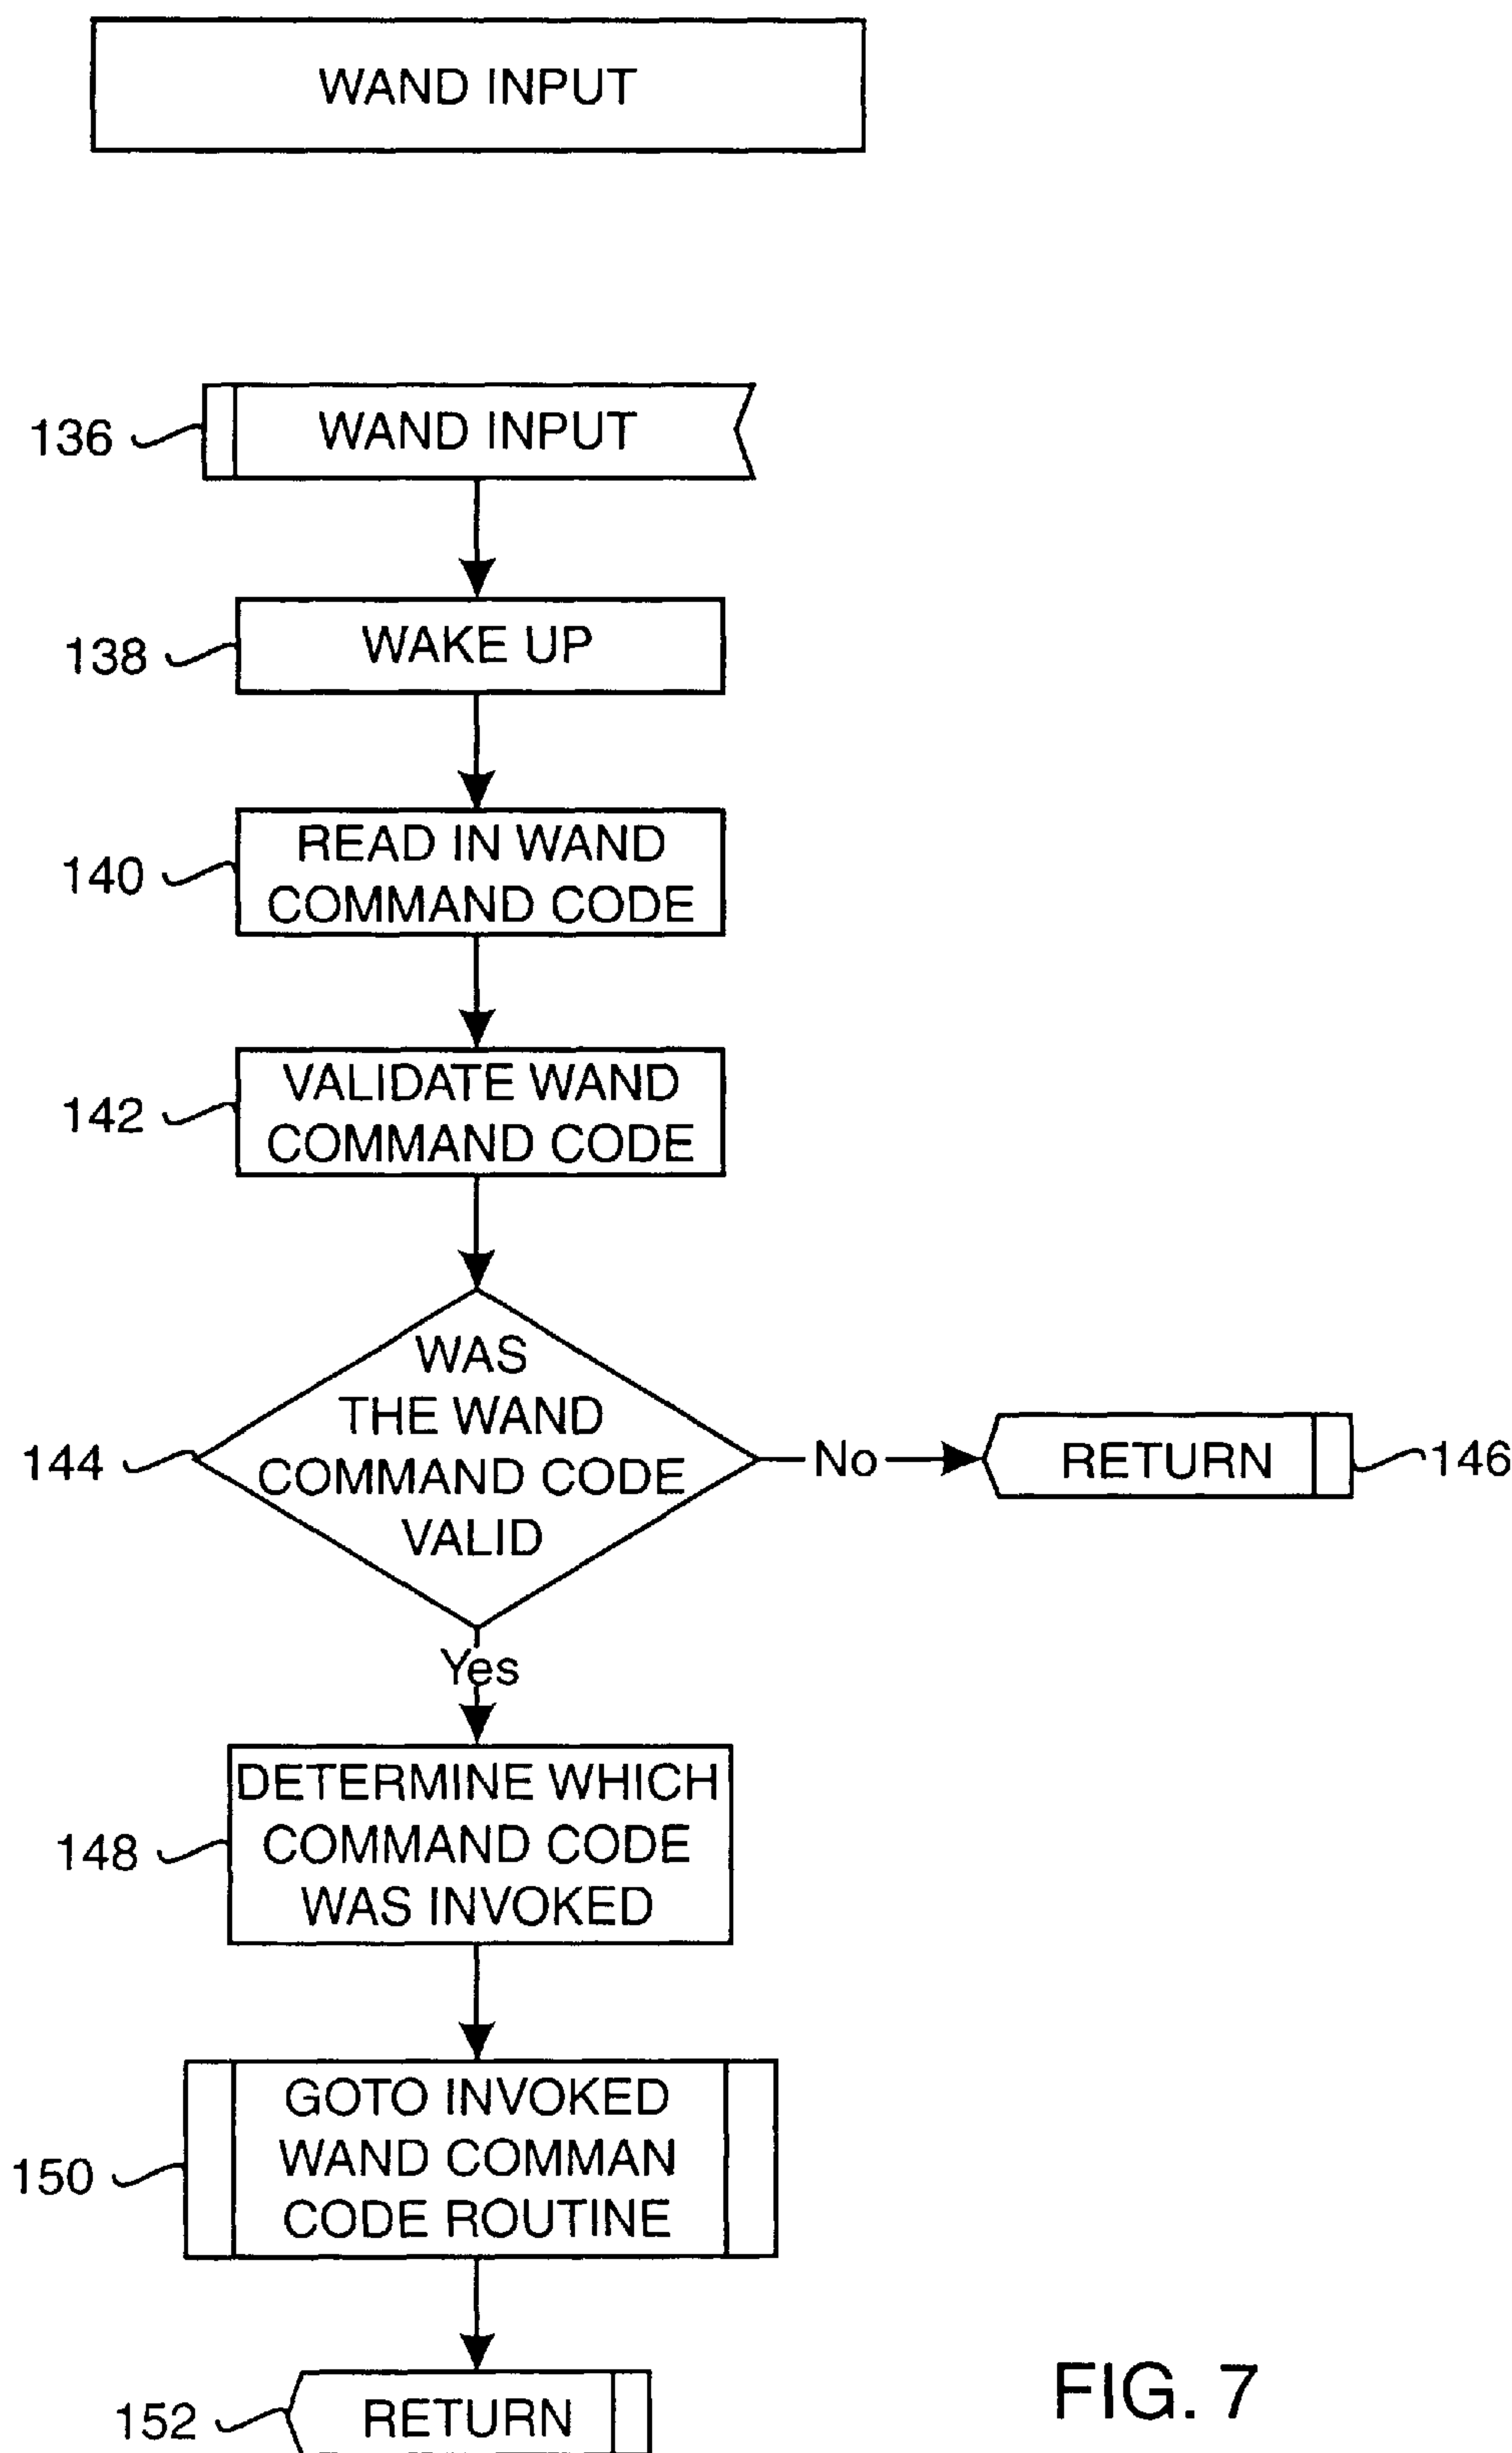 WAND INPUT
136
WAND INPUT
138
WAKE UP
140
READ IN WAND
COMMAND CODE
142
VALIDATE WAND
COMMAND CODE
144
WAS
THE WAND
COMMAND CODE
VALID
No
RETURN
146
Yes
148
DETERMINE WHICH
COMMAND CODE
WAS INVOKED
150
GOTO INVOKED
WAND COMMAN
CODE ROUTINE
152
RETURN
FIG. 7